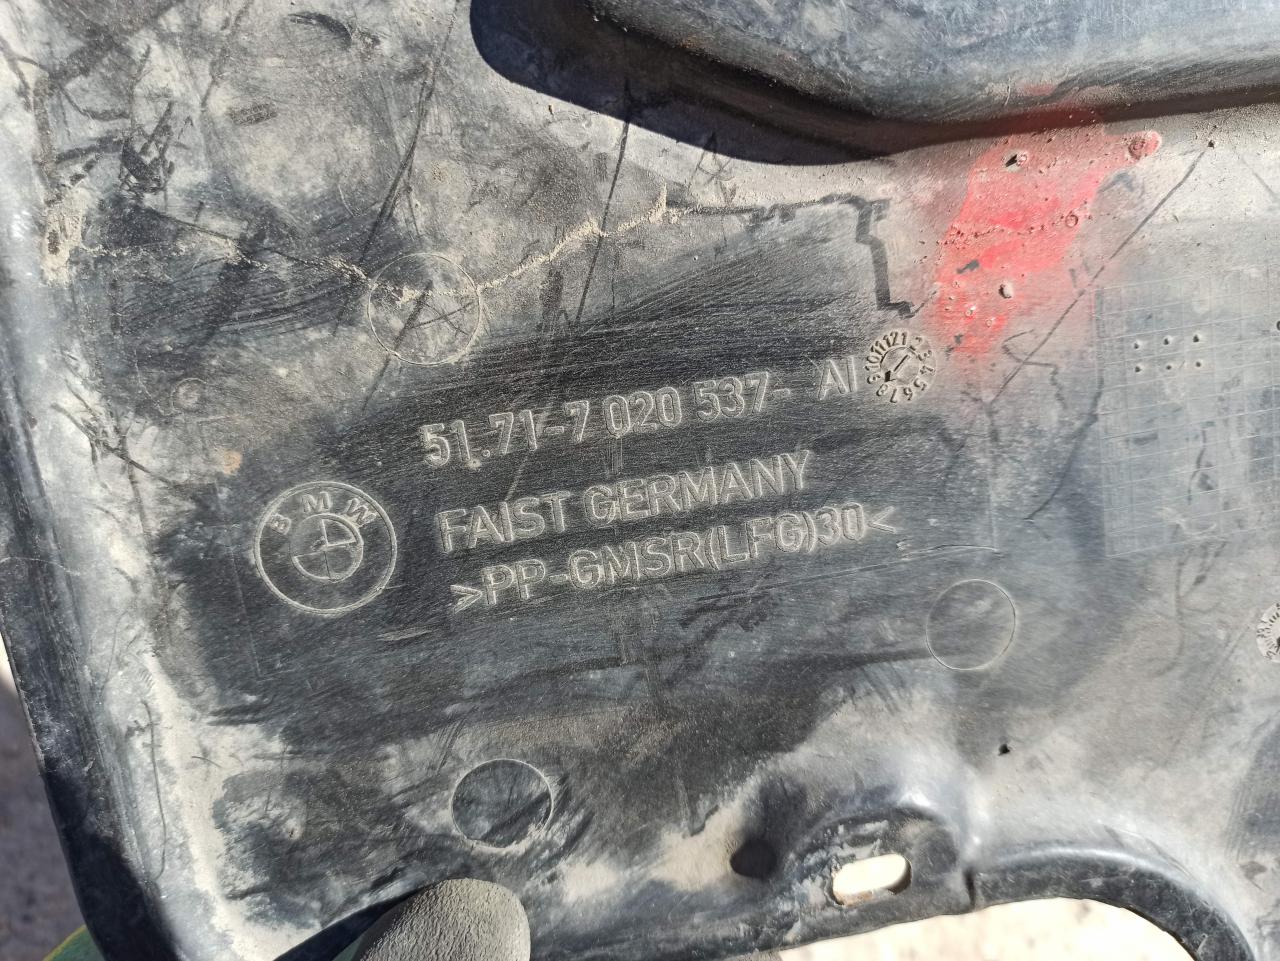 51.71-7 020 537- AI
BMW
FAIST GERMANY
>PP-GMSR(LFG)30<